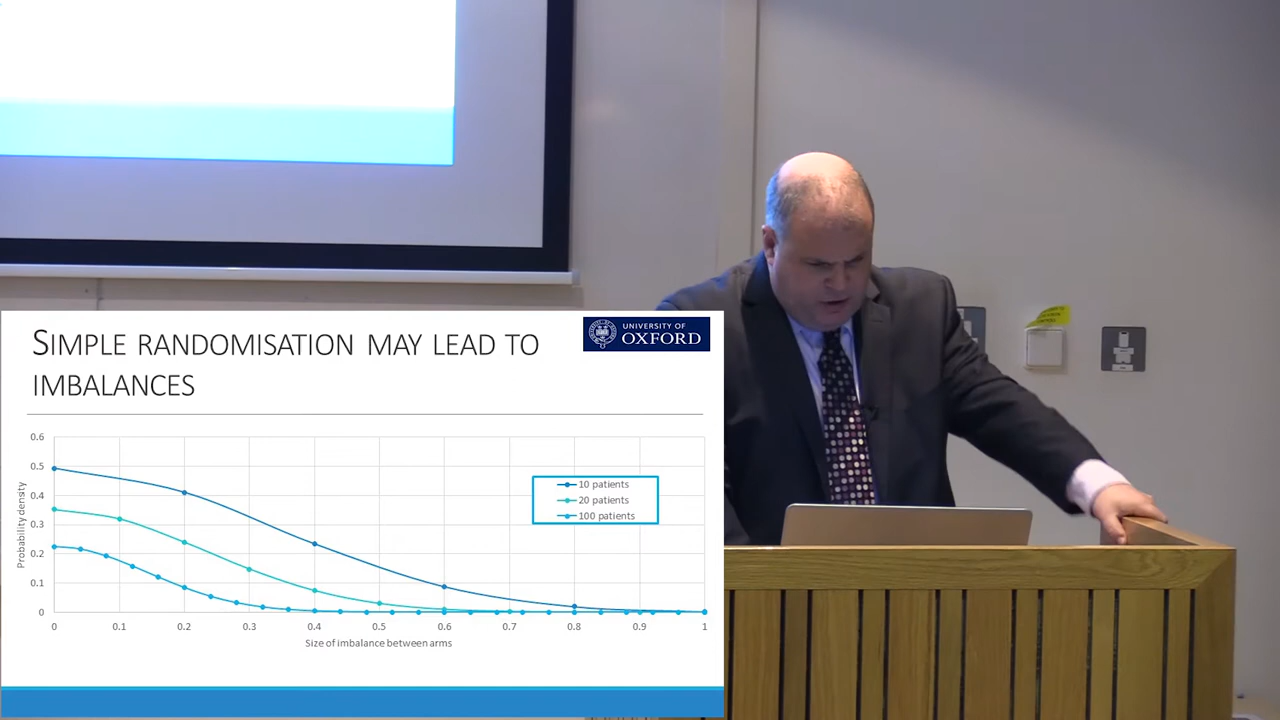 SIMPLE RANDOMISATION MAY LEAD TO
IMBALANCES
UNIVERSITY OF
OXFORD
0.6
0.5
0.4
0.3
0.2
0.1
0
Probability density
10 patients
20 patients
100 patients
0 0.1 0.2 0.3 0.4 0.5 0.6 0.7 0.8 0.9 1
Size of imbalance between arms